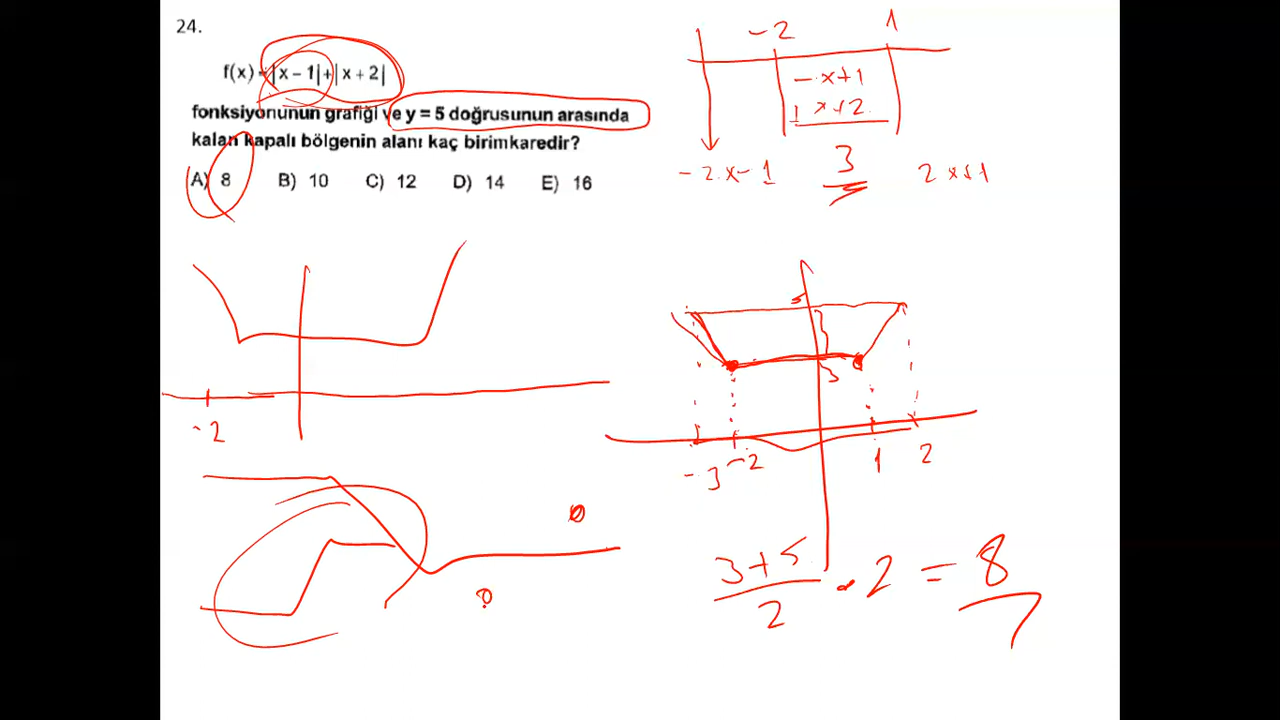 24.
f(x) = |x – 1| + |x + 2|
fonksiyonunun grafiği ve y = 5 doğrusunun arasında
kalan kapalı bölgenin alanı kaç birimkaredir?
A) 8 B) 10 C) 12 D) 14 E) 16
-2 1
-x+1
x+2
-2x-1 3 2x+1
5
3
-2
-3 -2 1 2
3+5/2 · 2 = 8